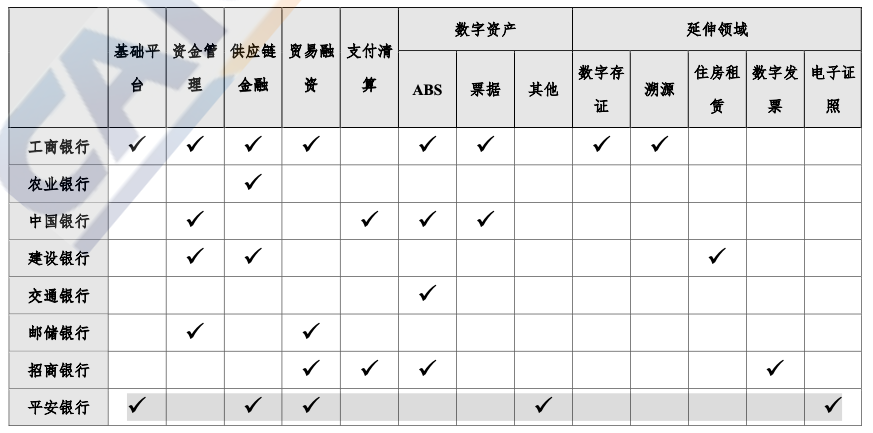 数字资产 延伸领域
基础平 资金管 供应链 贸易融 支付清
台 理 金融 资 算
ABS 票据 其他 数字存 溯源 住房租 数字发 电子证
证 赁 票 照
工商银行 ✓ ✓ ✓ ✓ ✓ ✓ ✓ ✓
农业银行 ✓
中国银行 ✓ ✓ ✓ ✓
建设银行 ✓ ✓ ✓
交通银行 ✓
邮储银行 ✓ ✓
招商银行 ✓ ✓ ✓ ✓
平安银行 ✓ ✓ ✓ ✓ ✓